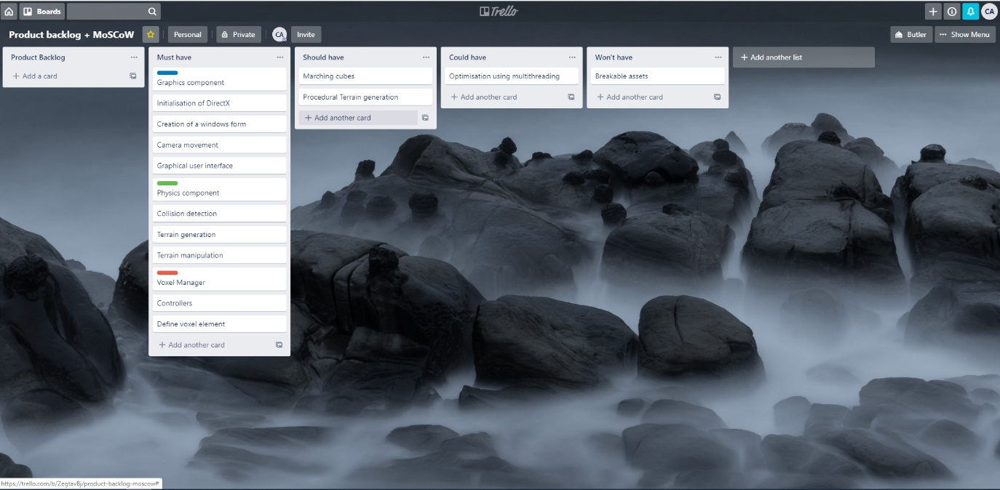 Boards
Trello
CA
Product backlog + MoSCoW
Personal
Private
CA
Invite
Butler
Show Menu
Product Backlog
Add a card
Must have
Graphics component
Initialisation of DirectX
Creation of a windows form
Camera movement
Graphical user interface
Physics component
Collision detection
Terrain generation
Terrain manipulation
Voxel Manager
Controllers
Define voxel element
Add another card
Should have
Marching cubes
Procedural Terrain generation
Add another card
Could have
Optimisation using multithreading
Add another card
Won't have
Breakable assets
Add another card
Add another list
https://trello.com/b/ZegtavBj/product-backlog-moscow#